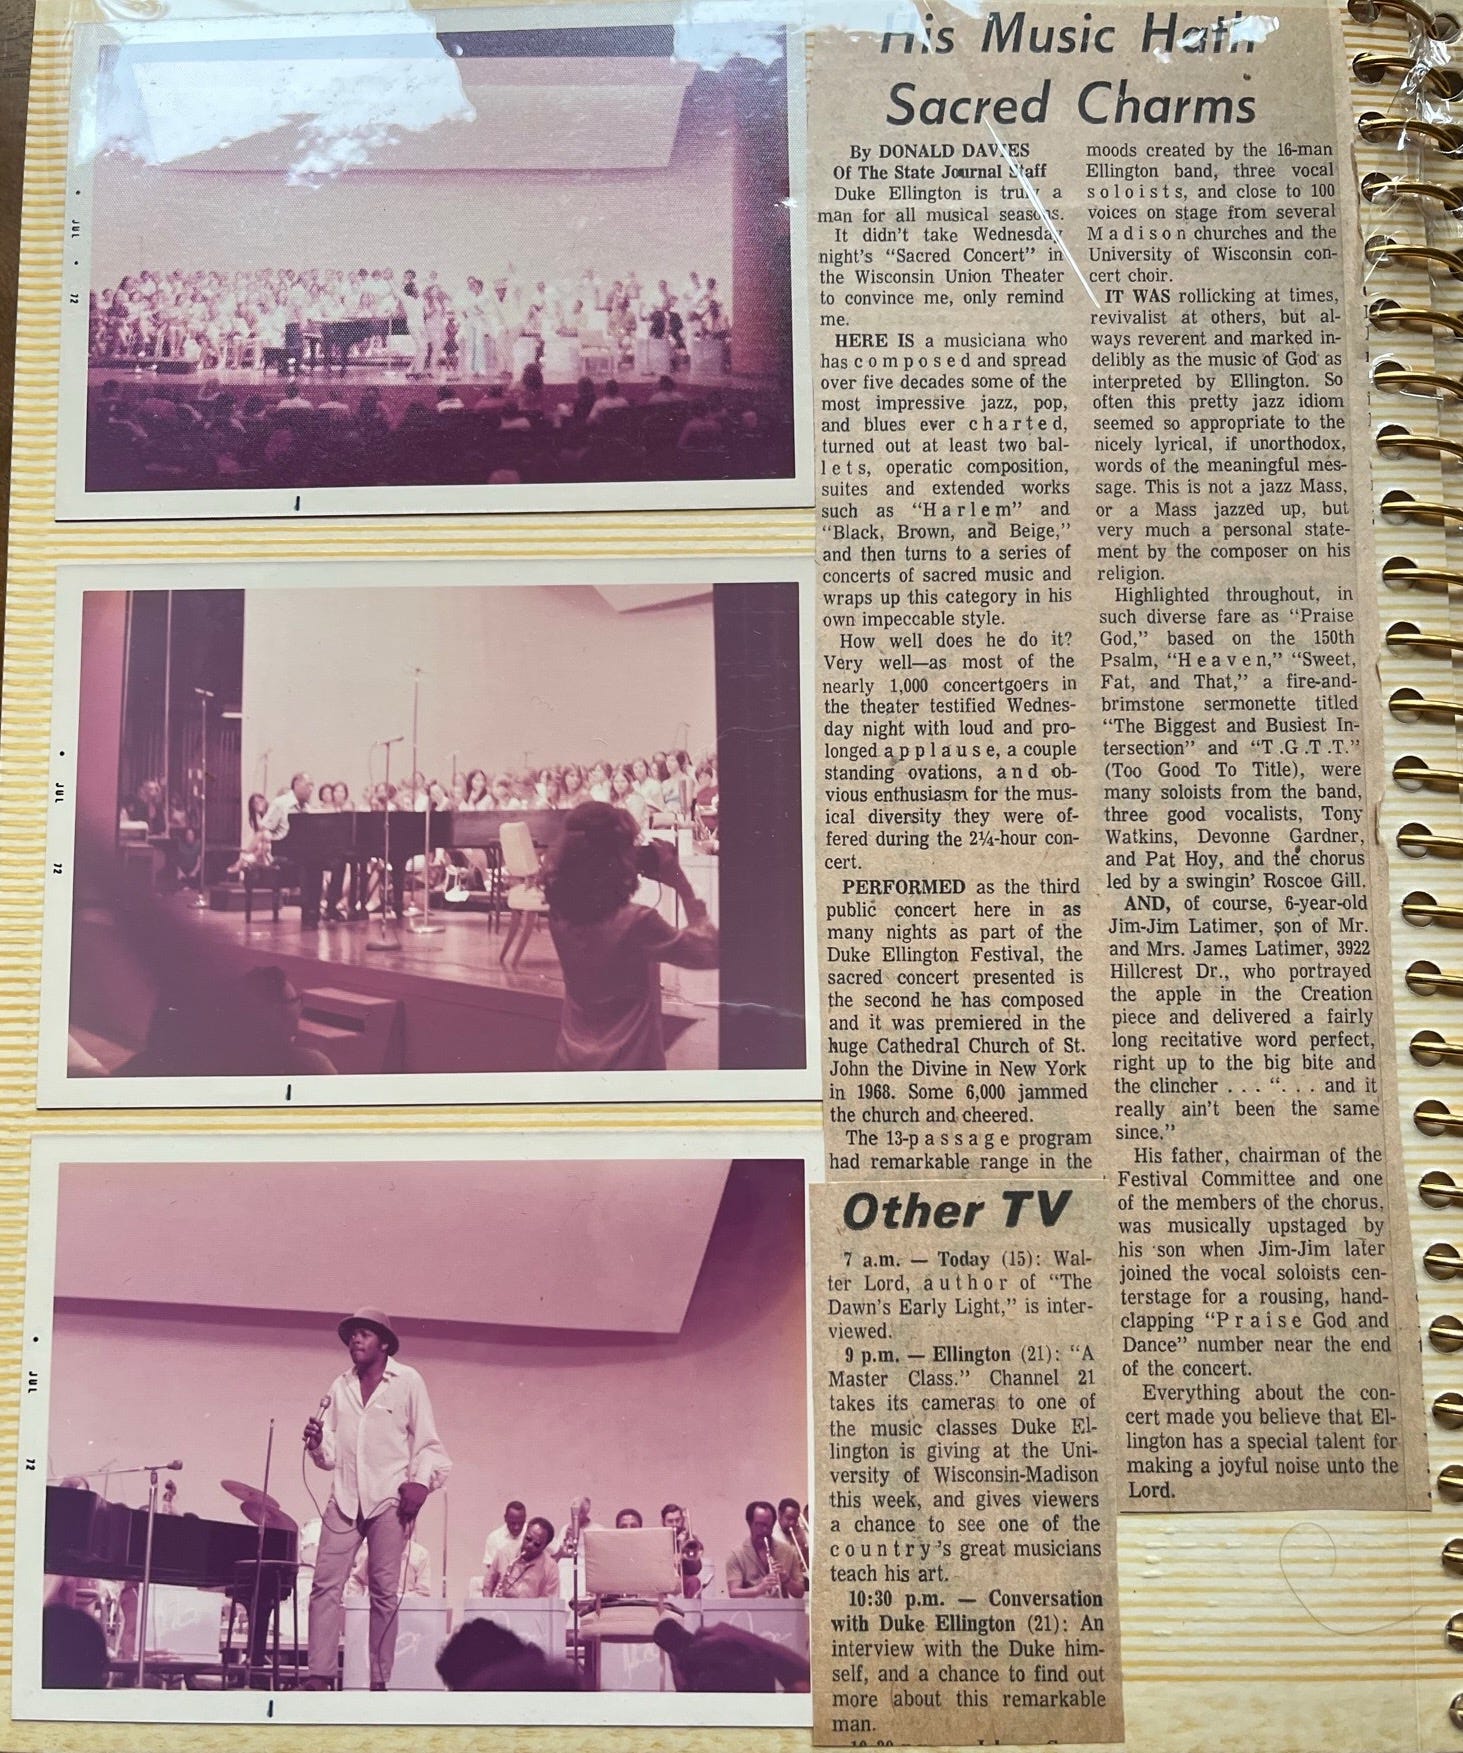 JUL
72
JUL
72
JUL
72
His Music Hath
Sacred Charms
By DONALD DAVIES
Of The State Journal Staff
Duke Ellington is truly a
man for all musical seasons.
It didn't take Wednesday
night's "Sacred Concert" in
the Wisconsin Union Theater
to convince me, only remind
me.
HERE IS a musiciana who
has composed and spread
over five decades some of the
most impressive jazz, pop,
and blues ever charted,
turned out at least two bal-
lets, operatic composition,
suites and extended works
such as "Harlem" and
"Black, Brown, and Beige,"
and then turns to a series of
concerts of sacred music and
wraps up this category in his
own impeccable style.
How well does he do it?
Very well—as most of the
nearly 1,000 concertgoers in
the theater testified Wednes-
day night with loud and pro-
longed applause, a couple
standing ovations, and ob-
vious enthusiasm for the mus-
ical diversity they were of-
fered during the 2¼-hour con-
cert.
PERFORMED as the third
public concert here in as
many nights as part of the
Duke Ellington Festival, the
sacred concert presented is
the second he has composed
and it was premiered in the
huge Cathedral Church of St.
John the Divine in New York
in 1968. Some 6,000 jammed
the church and cheered.
The 13-passage program
had remarkable range in the
moods created by the 16-man
Ellington band, three vocal
soloists, and close to 100
voices on stage from several
Madison churches and the
University of Wisconsin con-
cert choir.
IT WAS rollicking at times,
revivalist at others, but al-
ways reverent and marked in-
delibly as the music of God as
interpreted by Ellington. So
often this pretty jazz idiom
seemed so appropriate to the
nicely lyrical, if unorthodox,
words of the meaningful mes-
sage. This is not a jazz Mass,
or a Mass jazzed up, but
very much a personal state-
ment by the composer on his
religion.
Highlighted throughout, in
such diverse fare as "Praise
God," based on the 150th
Psalm, "Heaven," "Sweet,
Fat, and That," a fire-and-
brimstone sermonette titled
"The Biggest and Busiest In-
tersection" and "T.G.T.T."
(Too Good To Title), were
many soloists from the band,
three good vocalists, Tony
Watkins, Devonne Gardner,
and Pat Hoy, and the chorus
led by a swingin' Roscoe Gill.
AND, of course, 6-year-old
Jim-Jim Latimer, son of Mr.
and Mrs. James Latimer, 3922
Hillcrest Dr., who portrayed
the apple in the Creation
piece and delivered a fairly
long recitative word perfect,
right up to the big bite and
the clincher . . . ". . . and it
really ain't been the same
since."
His father, chairman of the
Festival Committee and one
of the members of the chorus,
was musically upstaged by
his son when Jim-Jim later
joined the vocal soloists cen-
terstage for a rousing, hand-
clapping "Praise God and
Dance" number near the end
of the concert.
Everything about the con-
cert made you believe that El-
lington has a special talent for
making a joyful noise unto the
Lord.
Other TV
7 a.m. — Today (15): Wal-
ter Lord, author of "The
Dawn's Early Light," is inter-
viewed.
9 p.m. — Ellington (21): "A
Master Class." Channel 21
takes its cameras to one of
the music classes Duke El-
lington is giving at the Uni-
versity of Wisconsin-Madison
this week, and gives viewers
a chance to see one of the
country's great musicians
teach his art.
10:30 p.m. — Conversation
with Duke Ellington (21): An
interview with the Duke him-
self, and a chance to find out
more about this remarkable
man.